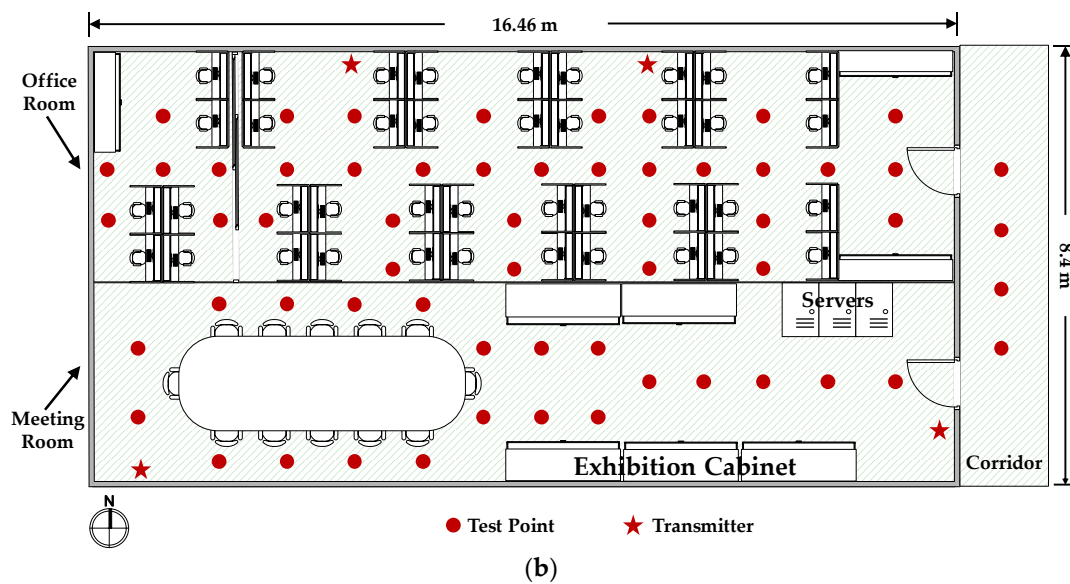 16.46 m
Office
Room
8.4 m
Servers
Meeting
Room
Exhibition Cabinet
Corridor
N
Test Point
Transmitter
(b)